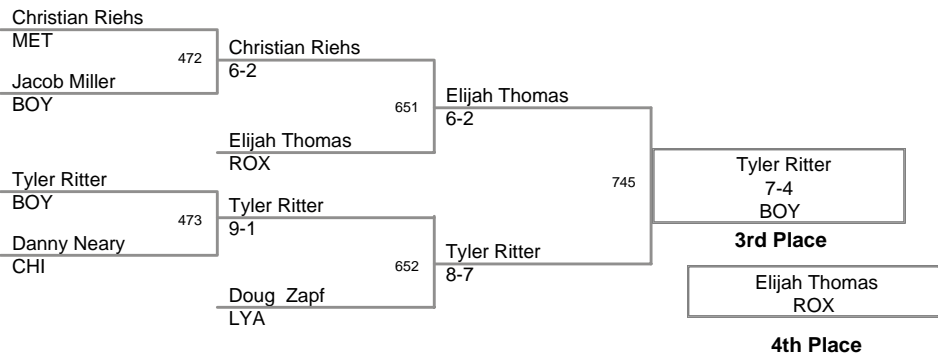 Christian Riehs
MET
472
Jacob Miller
BOY
Christian Riehs
6-2
651
Elijah Thomas
ROX
Elijah Thomas
6-2
Tyler Ritter
BOY
473
Danny Neary
CHI
Tyler Ritter
9-1
652
Doug Zapf
LYA
Tyler Ritter
8-7
745
Tyler Ritter
7-4
BOY
3rd Place
Elijah Thomas
ROX
4th Place